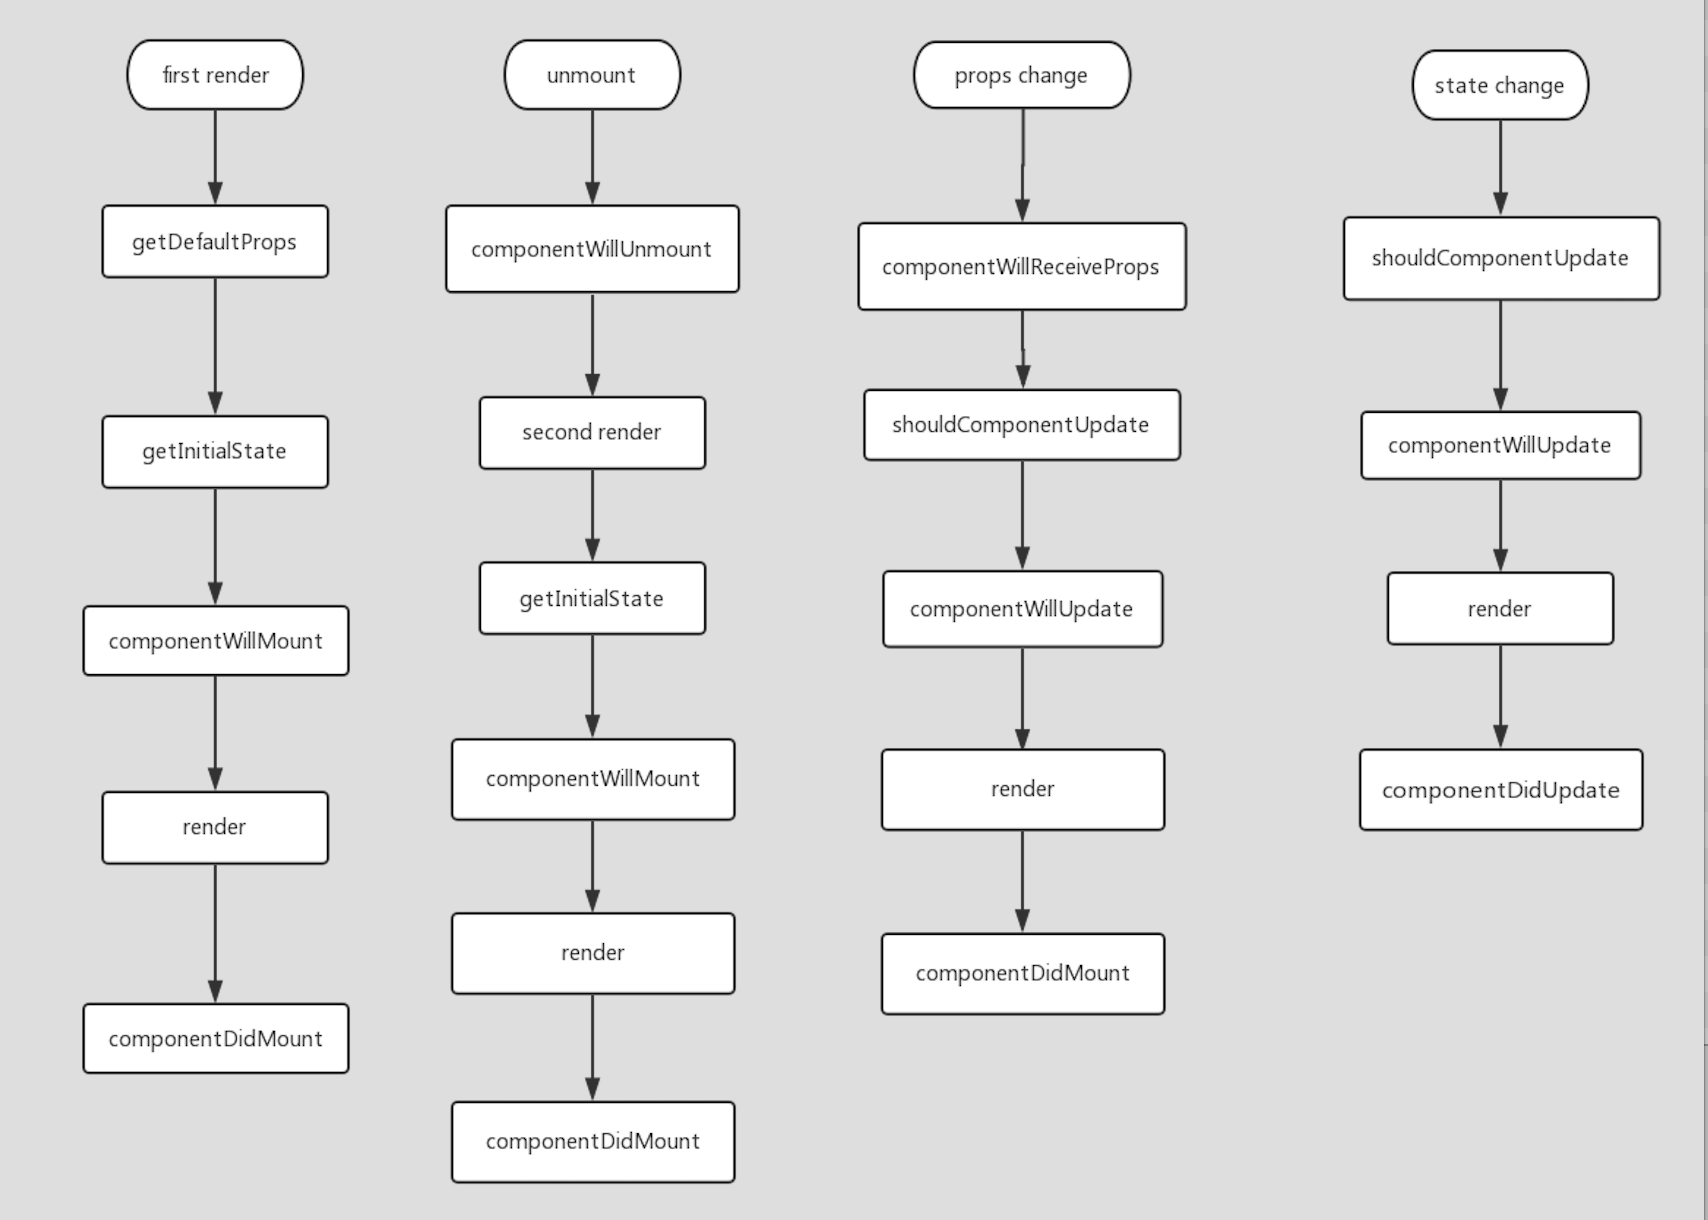 first render
getDefaultProps
getInitialState
componentWillMount
render
componentDidMount
unmount
componentWillUnmount
second render
getInitialState
componentWillMount
render
componentDidMount
props change
componentWillReceiveProps
shouldComponentUpdate
componentWillUpdate
render
componentDidMount
state change
shouldComponentUpdate
componentWillUpdate
render
componentDidUpdate